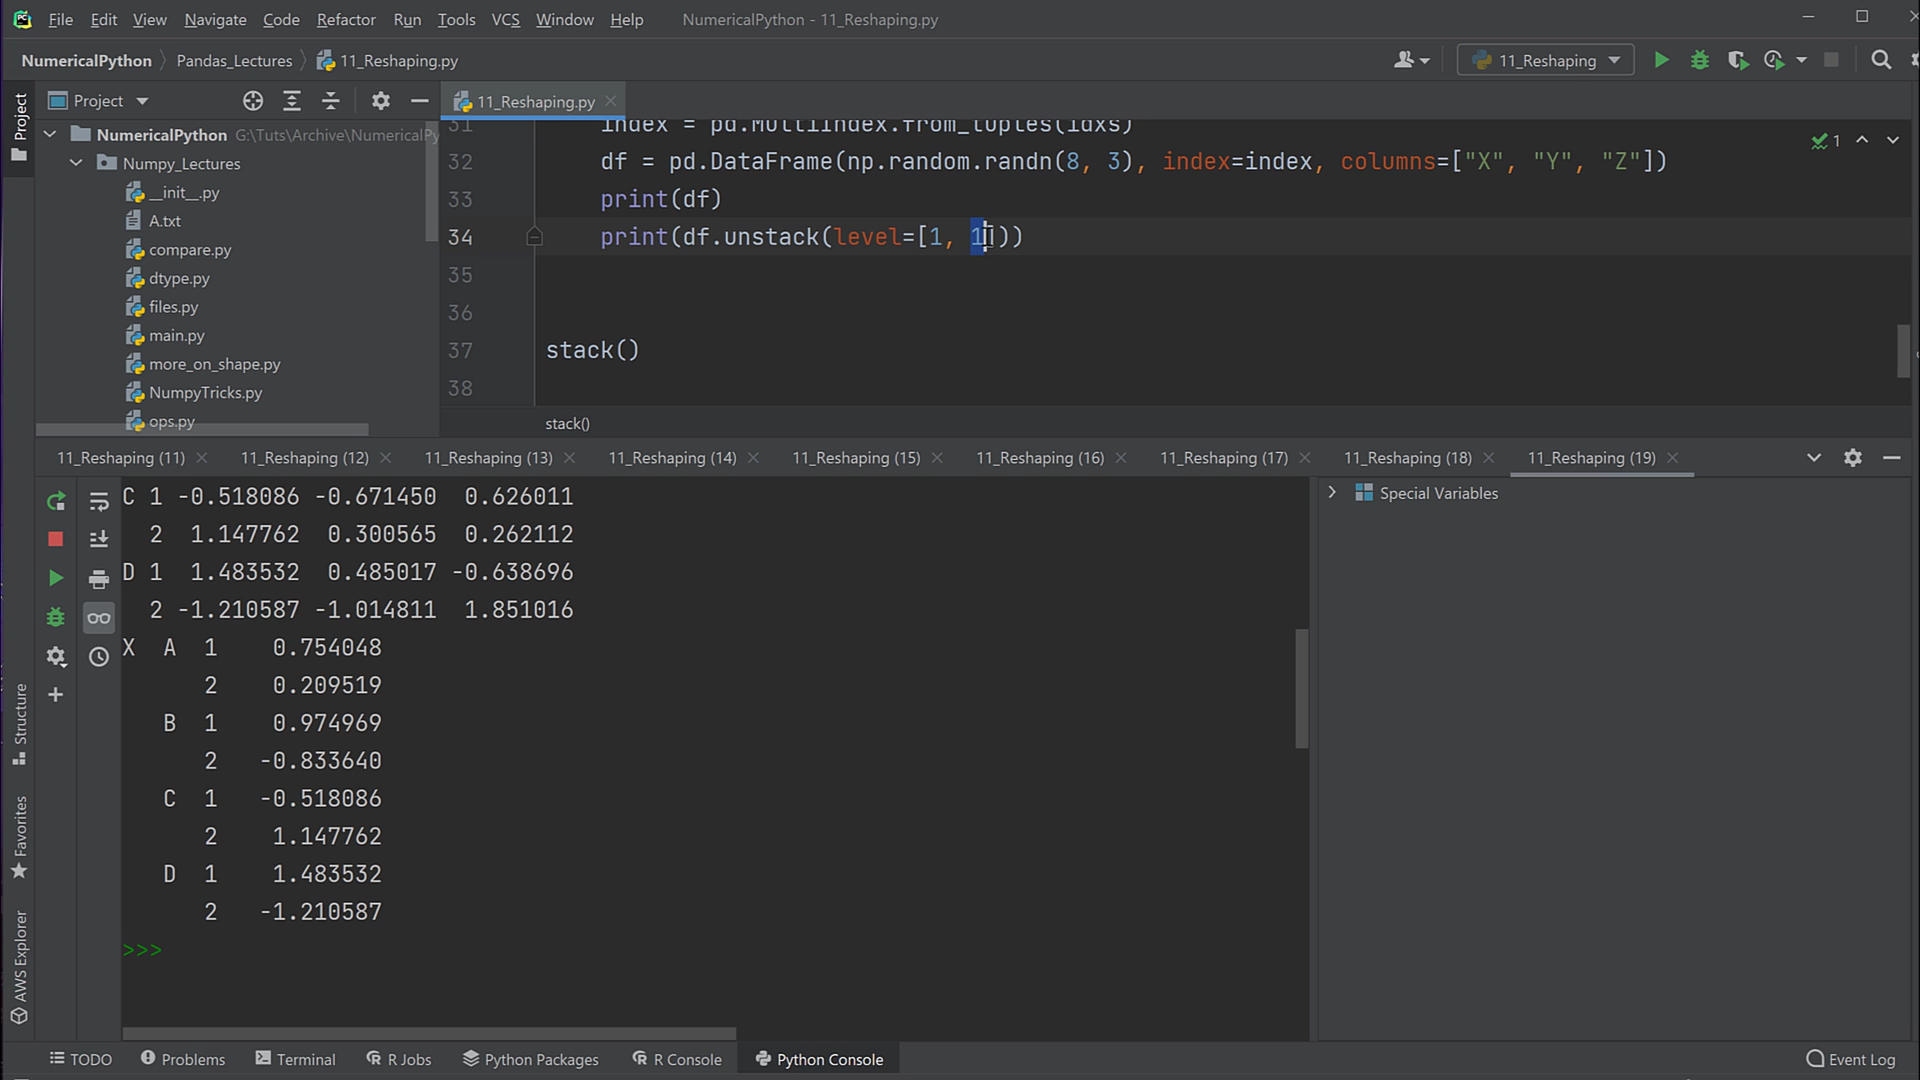 File Edit View Navigate Code Refactor Run Tools VCS Window Help NumericalPython - 11_Reshaping.py
NumericalPython Pandas_Lectures 11_Reshaping.py 11_Reshaping
Project
11_Reshaping.py
Project
NumericalPython G:\Tuts\Archive\NumericalPy
Numpy_Lectures
__init__.py
A.txt
compare.py
dtype.py
files.py
main.py
more_on_shape.py
NumpyTricks.py
ops.py
31 index = pd.MultiIndex.from_tuples(idxs)
32 df = pd.DataFrame(np.random.randn(8, 3), index=index, columns=["X", "Y", "Z"])
33 print(df)
34 print(df.unstack(level=[1, 1]))
35
36
37 stack()
38
1
stack()
11_Reshaping (11) 11_Reshaping (12) 11_Reshaping (13) 11_Reshaping (14) 11_Reshaping (15) 11_Reshaping (16) 11_Reshaping (17) 11_Reshaping (18) 11_Reshaping (19)
C 1 -0.518086 -0.671450 0.626011
2 1.147762 0.300565 0.262112
D 1 1.483532 0.485017 -0.638696
2 -1.210587 -1.014811 1.851016
X A 1 0.754048
2 0.209519
B 1 0.974969
2 -0.833640
C 1 -0.518086
2 1.147762
D 1 1.483532
2 -1.210587
>>>
Special Variables
Structure
Favorites
AWS Explorer
TODO Problems Terminal R Jobs Python Packages R Console Python Console Event Log